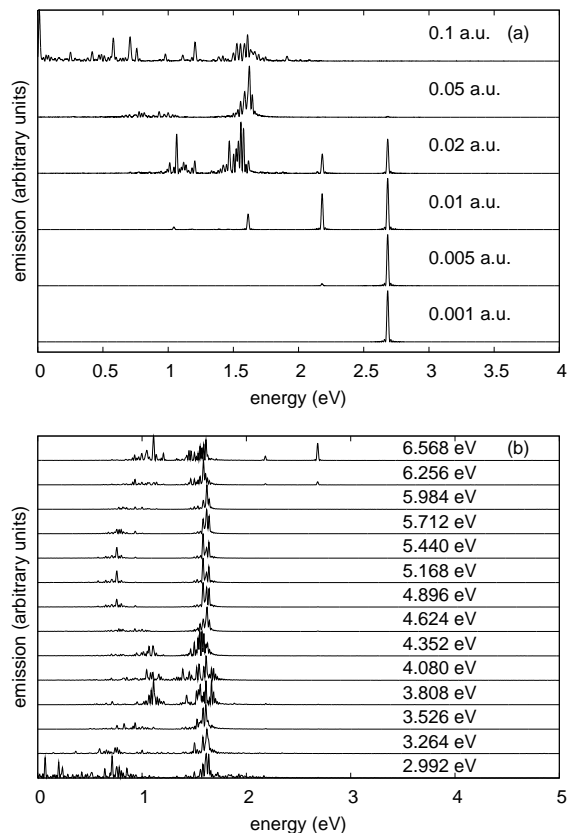 0.1 a.u. (a)
0.05 a.u.
0.02 a.u.
0.01 a.u.
0.005 a.u.
0.001 a.u.
emission (arbitrary units)
0 0.5 1 1.5 2 2.5 3 3.5 4
energy (eV)
6.568 eV (b)
6.256 eV
5.984 eV
5.712 eV
5.440 eV
5.168 eV
4.896 eV
4.624 eV
4.352 eV
4.080 eV
3.808 eV
3.526 eV
3.264 eV
2.992 eV
emission (arbitrary units)
0 1 2 3 4 5
energy (eV)